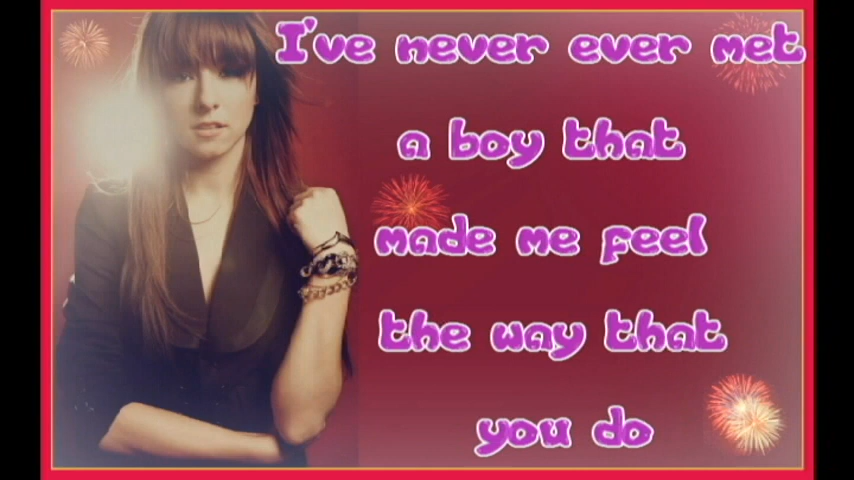 I've never ever met
a boy that
made me feel
the way that
you do